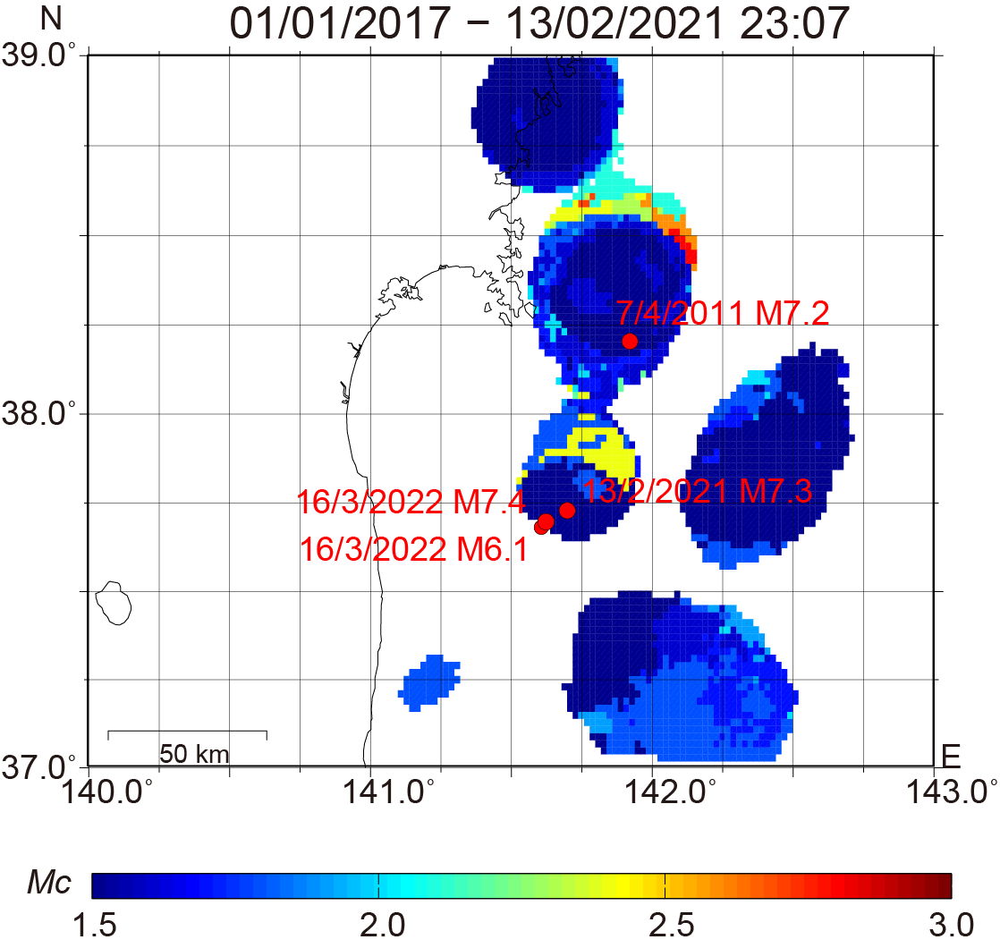 01/01/2017 − 13/02/2021 23:07
N
39.0°
7/4/2011 M7.2
38.0°
13/2/2021 M7.3
16/3/2022 M7.4
16/3/2022 M6.1
50 km
37.0°
E
140.0° 141.0° 142.0° 143.0°
Mc
1.5 2.0 2.5 3.0